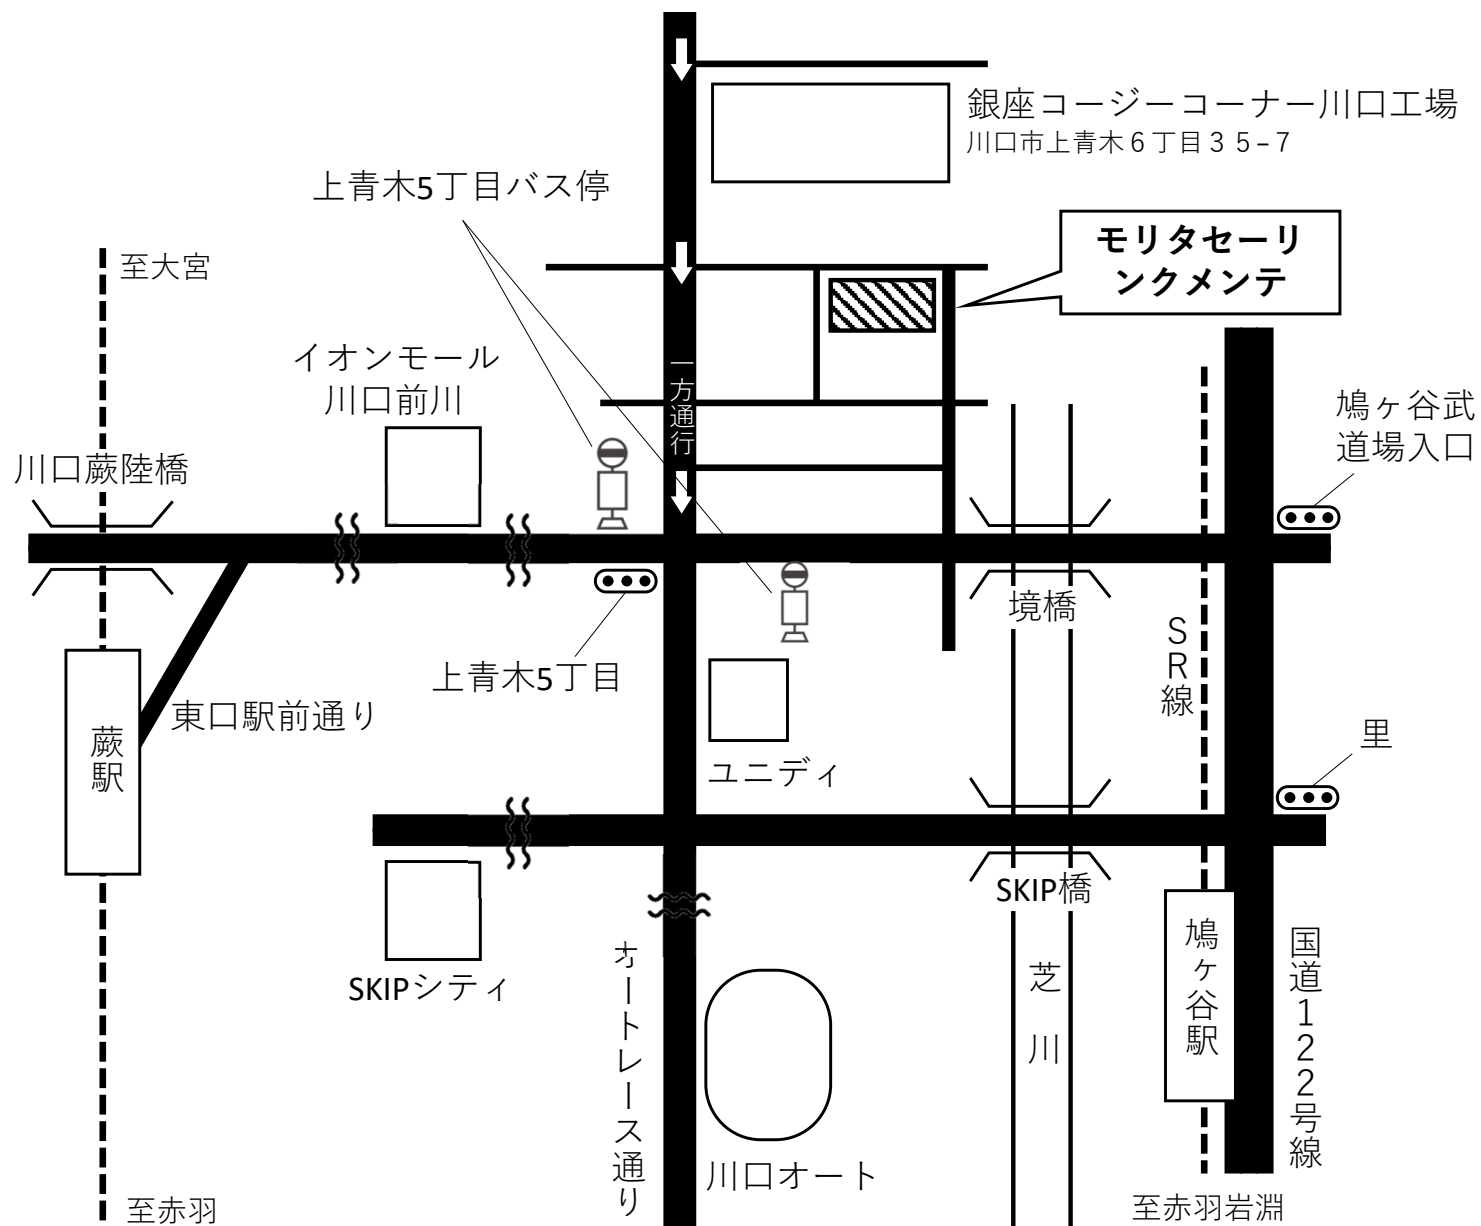 銀座コージーコーナー川口工場
川口市上青木６丁目３５−７
上青木5丁目バス停
モリタセーリ
ンクメンテ
至大宮
イオンモール
川口前川
一方通行
鳩ヶ谷武
道場入口
川口蕨陸橋
境橋
SR線
上青木5丁目
東口駅前通り
蕨駅
ユニディ
里
SKIP橋
SKIPシティ
オートレース通り
芝川
鳩ヶ谷駅
国道122号線
川口オート
至赤羽
至赤羽岩淵